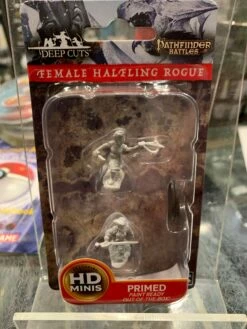 DEEP CUTS
PATHFINDER
BATTLES
FEMALE HALFLING ROGUE
HD
MINIS
PRIMED
PAINT READY
OUT-OF-THE-BOX!